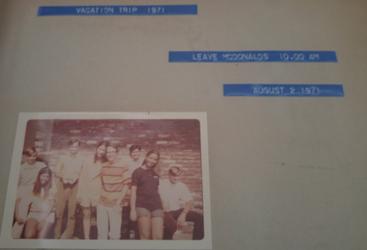 VACATION TRIP 1971
LEAVE MCDONALDS 10.00 AM
AUGUST 2.1971